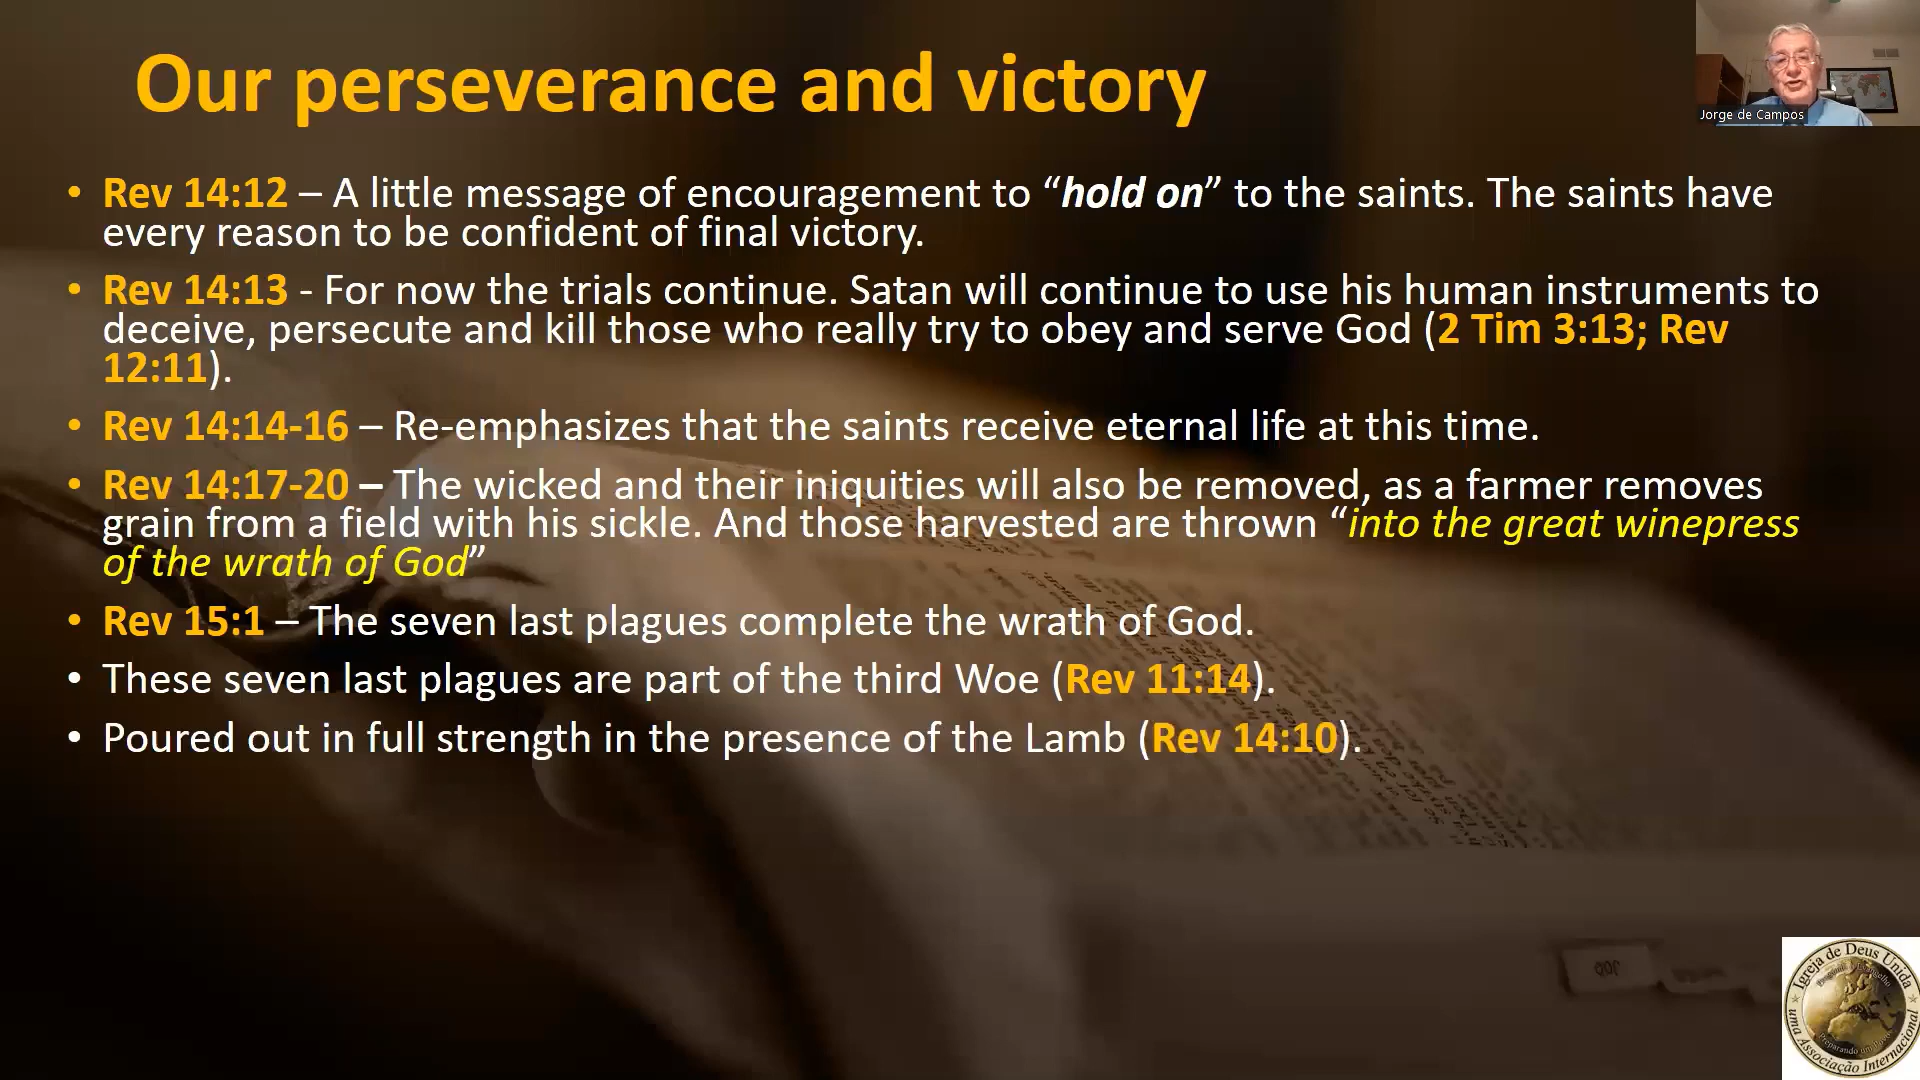 Our perseverance and victory
Jorge de Campos
• Rev 14:12 – A little message of encouragement to “hold on” to the saints. The saints have
every reason to be confident of final victory.
• Rev 14:13 - For now the trials continue. Satan will continue to use his human instruments to
deceive, persecute and kill those who really try to obey and serve God (2 Tim 3:13; Rev
12:11).
• Rev 14:14-16 – Re-emphasizes that the saints receive eternal life at this time.
• Rev 14:17-20 – The wicked and their iniquities will also be removed, as a farmer removes
grain from a field with his sickle. And those harvested are thrown “into the great winepress
of the wrath of God”
• Rev 15:1 – The seven last plagues complete the wrath of God.
• These seven last plagues are part of the third Woe (Rev 11:14).
• Poured out in full strength in the presence of the Lamb (Rev 14:10).
Igreja de Deus Unida
uma Associação Internacional